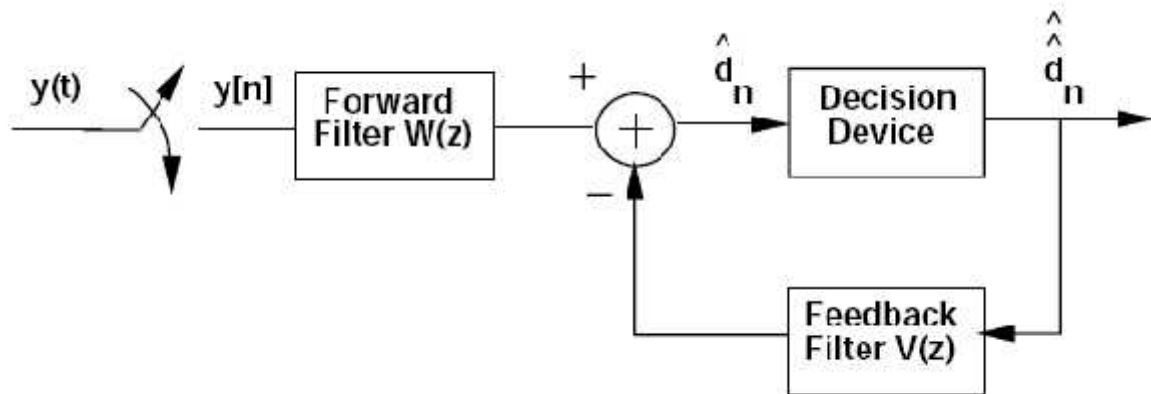 y(t)
y[n]
Forward
Filter W(z)
+
+
−
^
d
n
Decision
Device
^
^
d
n
Feedback
Filter V(z)